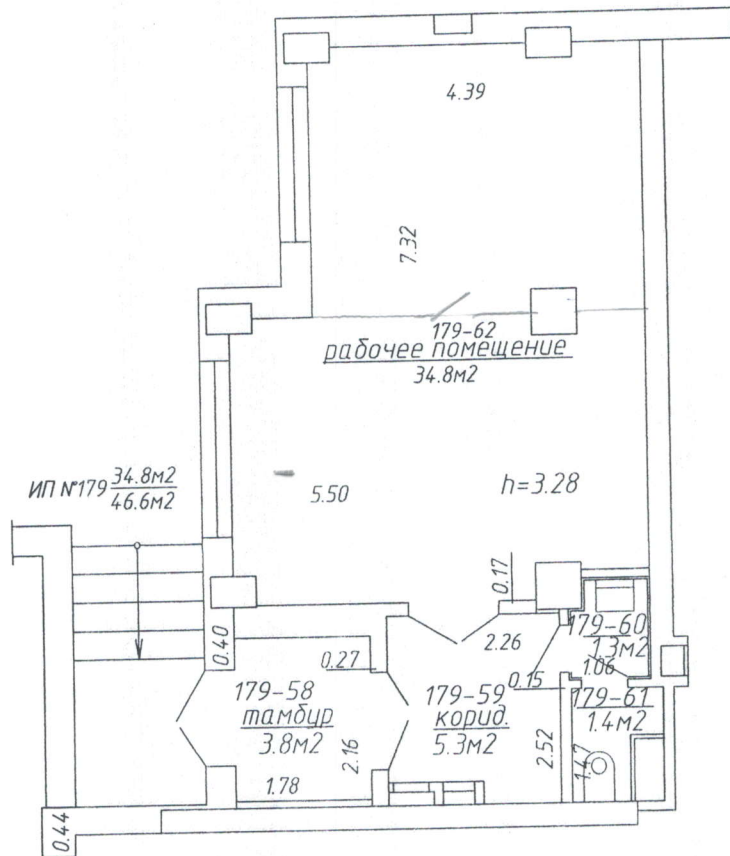 4.39
7.32
179-62
рабочее помещение
34.8м2
ИП №179 34.8м2
46.6м2
5.50
h=3.28
0.17
0.40
0.27
2.26
179-60
1.3м2
1.06
0.15
179-58
тамбур
3.8м2
179-59
корид.
5.3м2
179-61
1.4м2
2.16
2.52
1.47
1.78
0.44